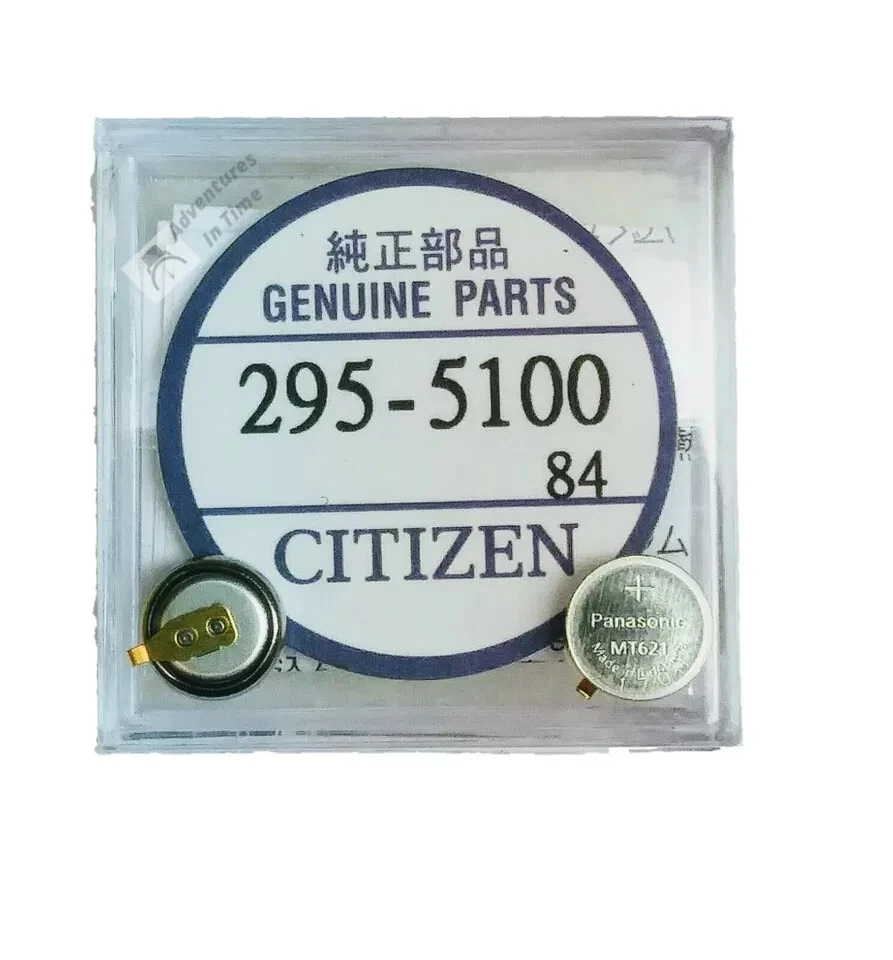 Adventures
In Time
純正部品
GENUINE PARTS
295-5100
84
CITIZEN
+
Panasonic
MT621